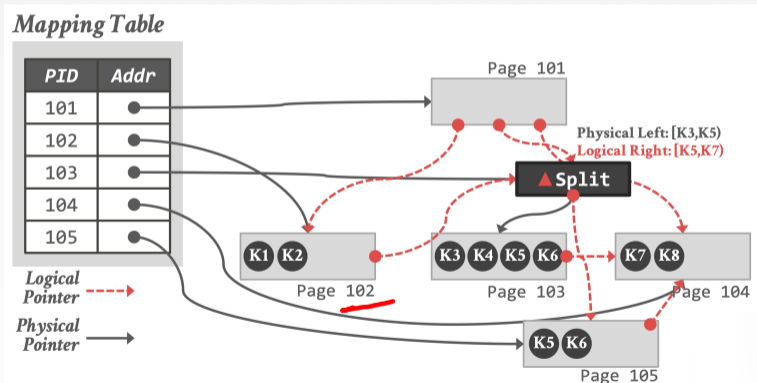 Mapping Table
PID Addr
101
102
103
104
105
Logical
Pointer
Physical
Pointer
Page 101
Physical Left: [K3,K5)
Logical Right: [K5,K7)
▲Split
K1 K2
Page 102
K3 K4 K5 K6
Page 103
K7 K8
Page 104
K5 K6
Page 105